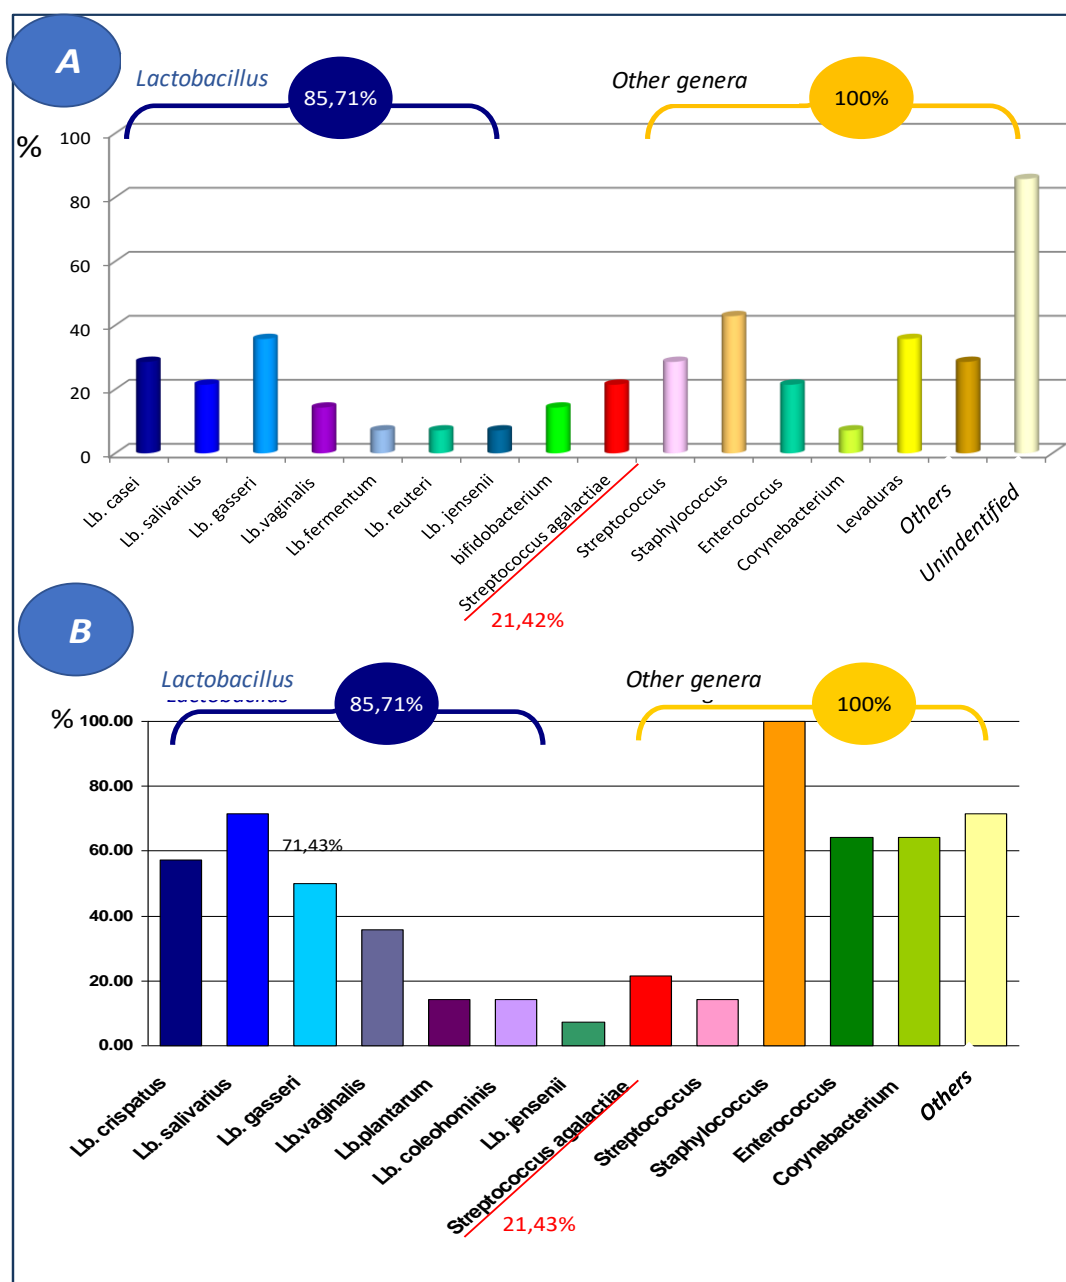 A
Lactobacillus
85,71%
Other genera
100%
%
100
80
60
40
20
0
Lb. casei
Lb. salivarius
Lb. gasseri
Lb.vaginalis
Lb.fermentum
Lb. reuteri
Lb. jensenii
bifidobacterium
Streptococcus agalactiae
Streptococcus
Staphylococcus
Enterococcus
Corynebacterium
Levaduras
Others
Unindentified
21,42%
B
Lactobacillus
85,71%
Other genera
100%
%
100.00
80.00
60.00
40.00
20.00
0.00
71,43%
Lb. crispatus
Lb. salivarius
Lb. gasseri
Lb.vaginalis
Lb.plantarum
Lb. coleohominis
Lb. jensenii
Streptococcus agalactiae
Streptococcus
Staphylococcus
Enterococcus
Corynebacterium
Others
21,43%